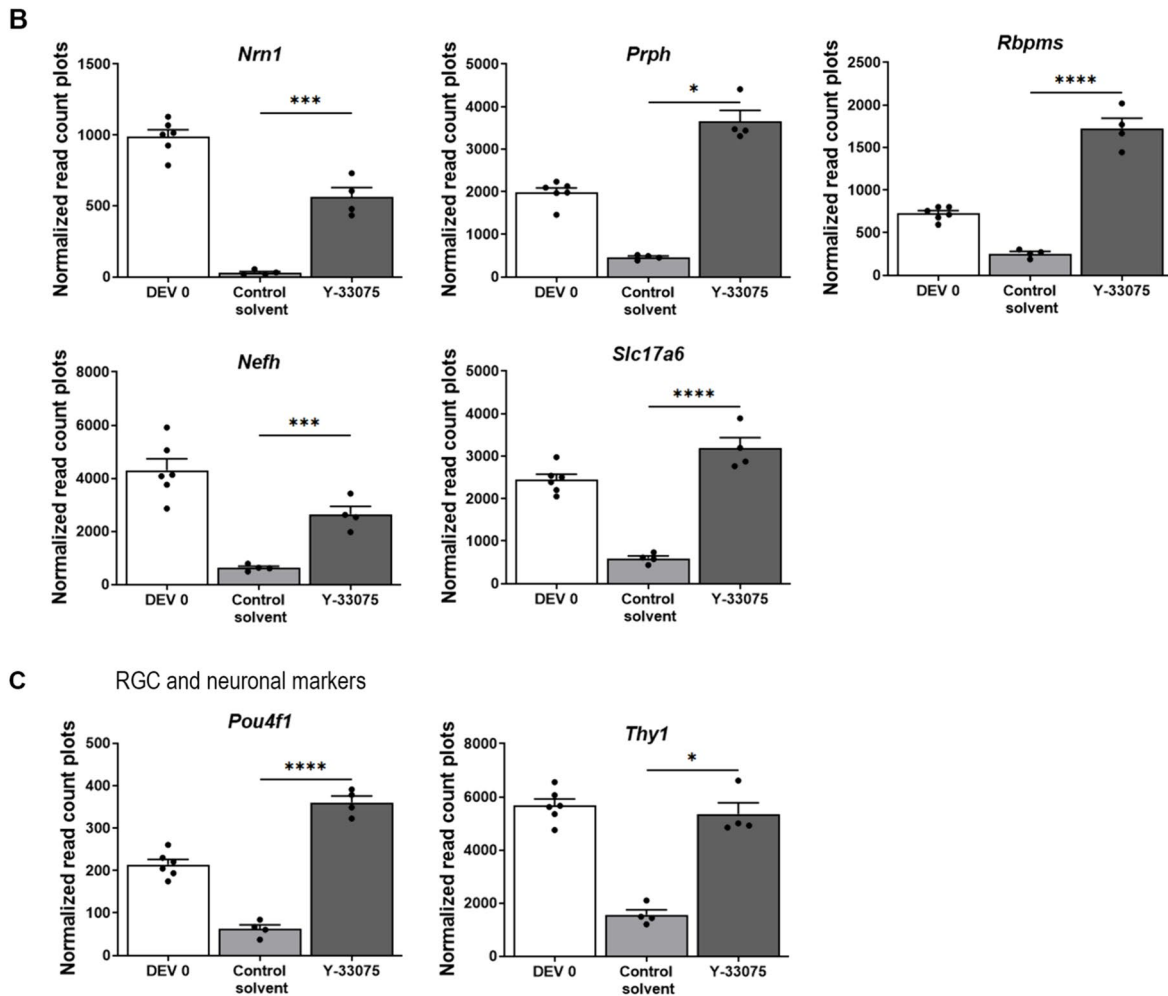 B
Nrn1
Normalized read count plots
1500
1000
500
0
***
DEV 0
Control
solvent
Y-33075
Prph
Normalized read count plots
5000
4000
3000
2000
1000
0
*
DEV 0
Control
solvent
Y-33075
Rbpms
Normalized read count plots
2500
2000
1500
1000
500
0
****
DEV 0
Control
solvent
Y-33075
Nefh
Normalized read count plots
8000
6000
4000
2000
0
***
DEV 0
Control
solvent
Y-33075
Slc17a6
Normalized read count plots
5000
4000
3000
2000
1000
0
****
DEV 0
Control
solvent
Y-33075
C
RGC and neuronal markers
Pou4f1
Normalized read count plots
500
400
300
200
100
0
****
DEV 0
Control
solvent
Y-33075
Thy1
Normalized read count plots
8000
6000
4000
2000
0
*
DEV 0
Control
solvent
Y-33075